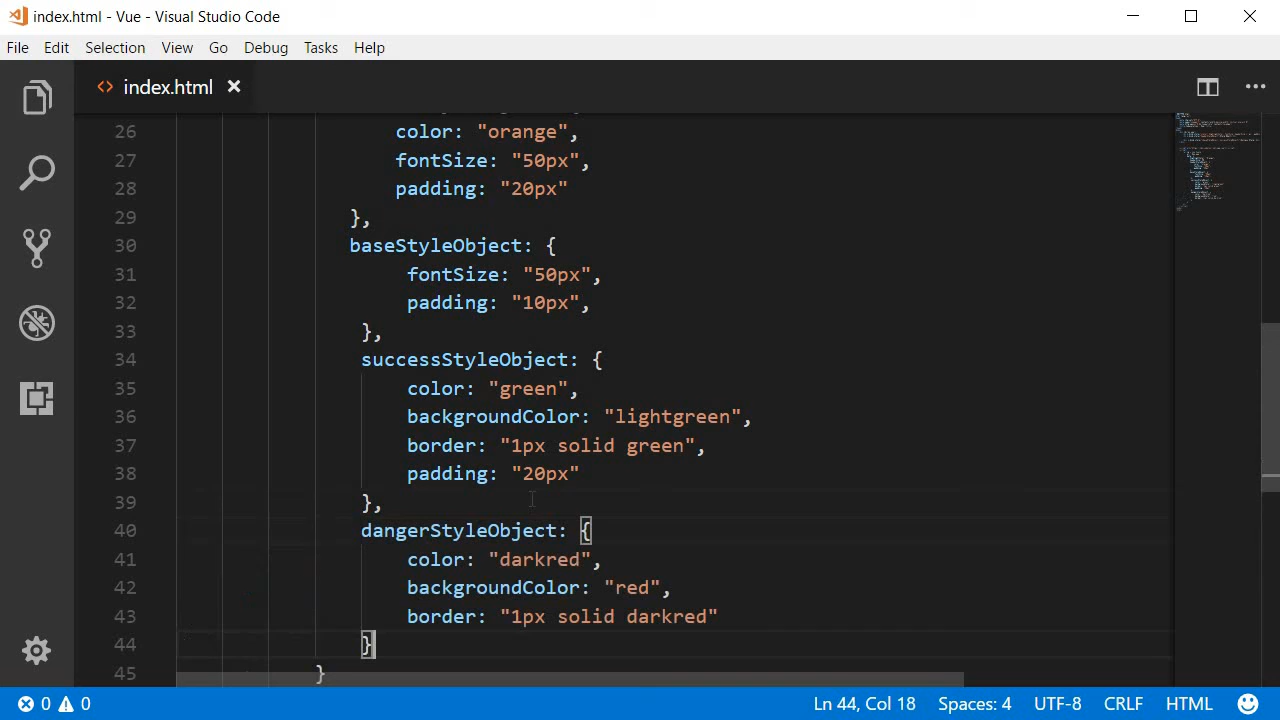 index.html - Vue - Visual Studio Code
File Edit Selection View Go Debug Tasks Help
<> index.html ×
26 color: "orange",
27 fontSize: "50px",
28 padding: "20px"
29 },
30 baseStyleObject: {
31 fontSize: "50px",
32 padding: "10px",
33 },
34 successStyleObject: {
35 color: "green",
36 backgroundColor: "lightgreen",
37 border: "1px solid green",
38 padding: "20px"
39 },
40 dangerStyleObject: {
41 color: "darkred",
42 backgroundColor: "red",
43 border: "1px solid darkred"
44 }
45 }
0 0 Ln 44, Col 18 Spaces: 4 UTF-8 CRLF HTML